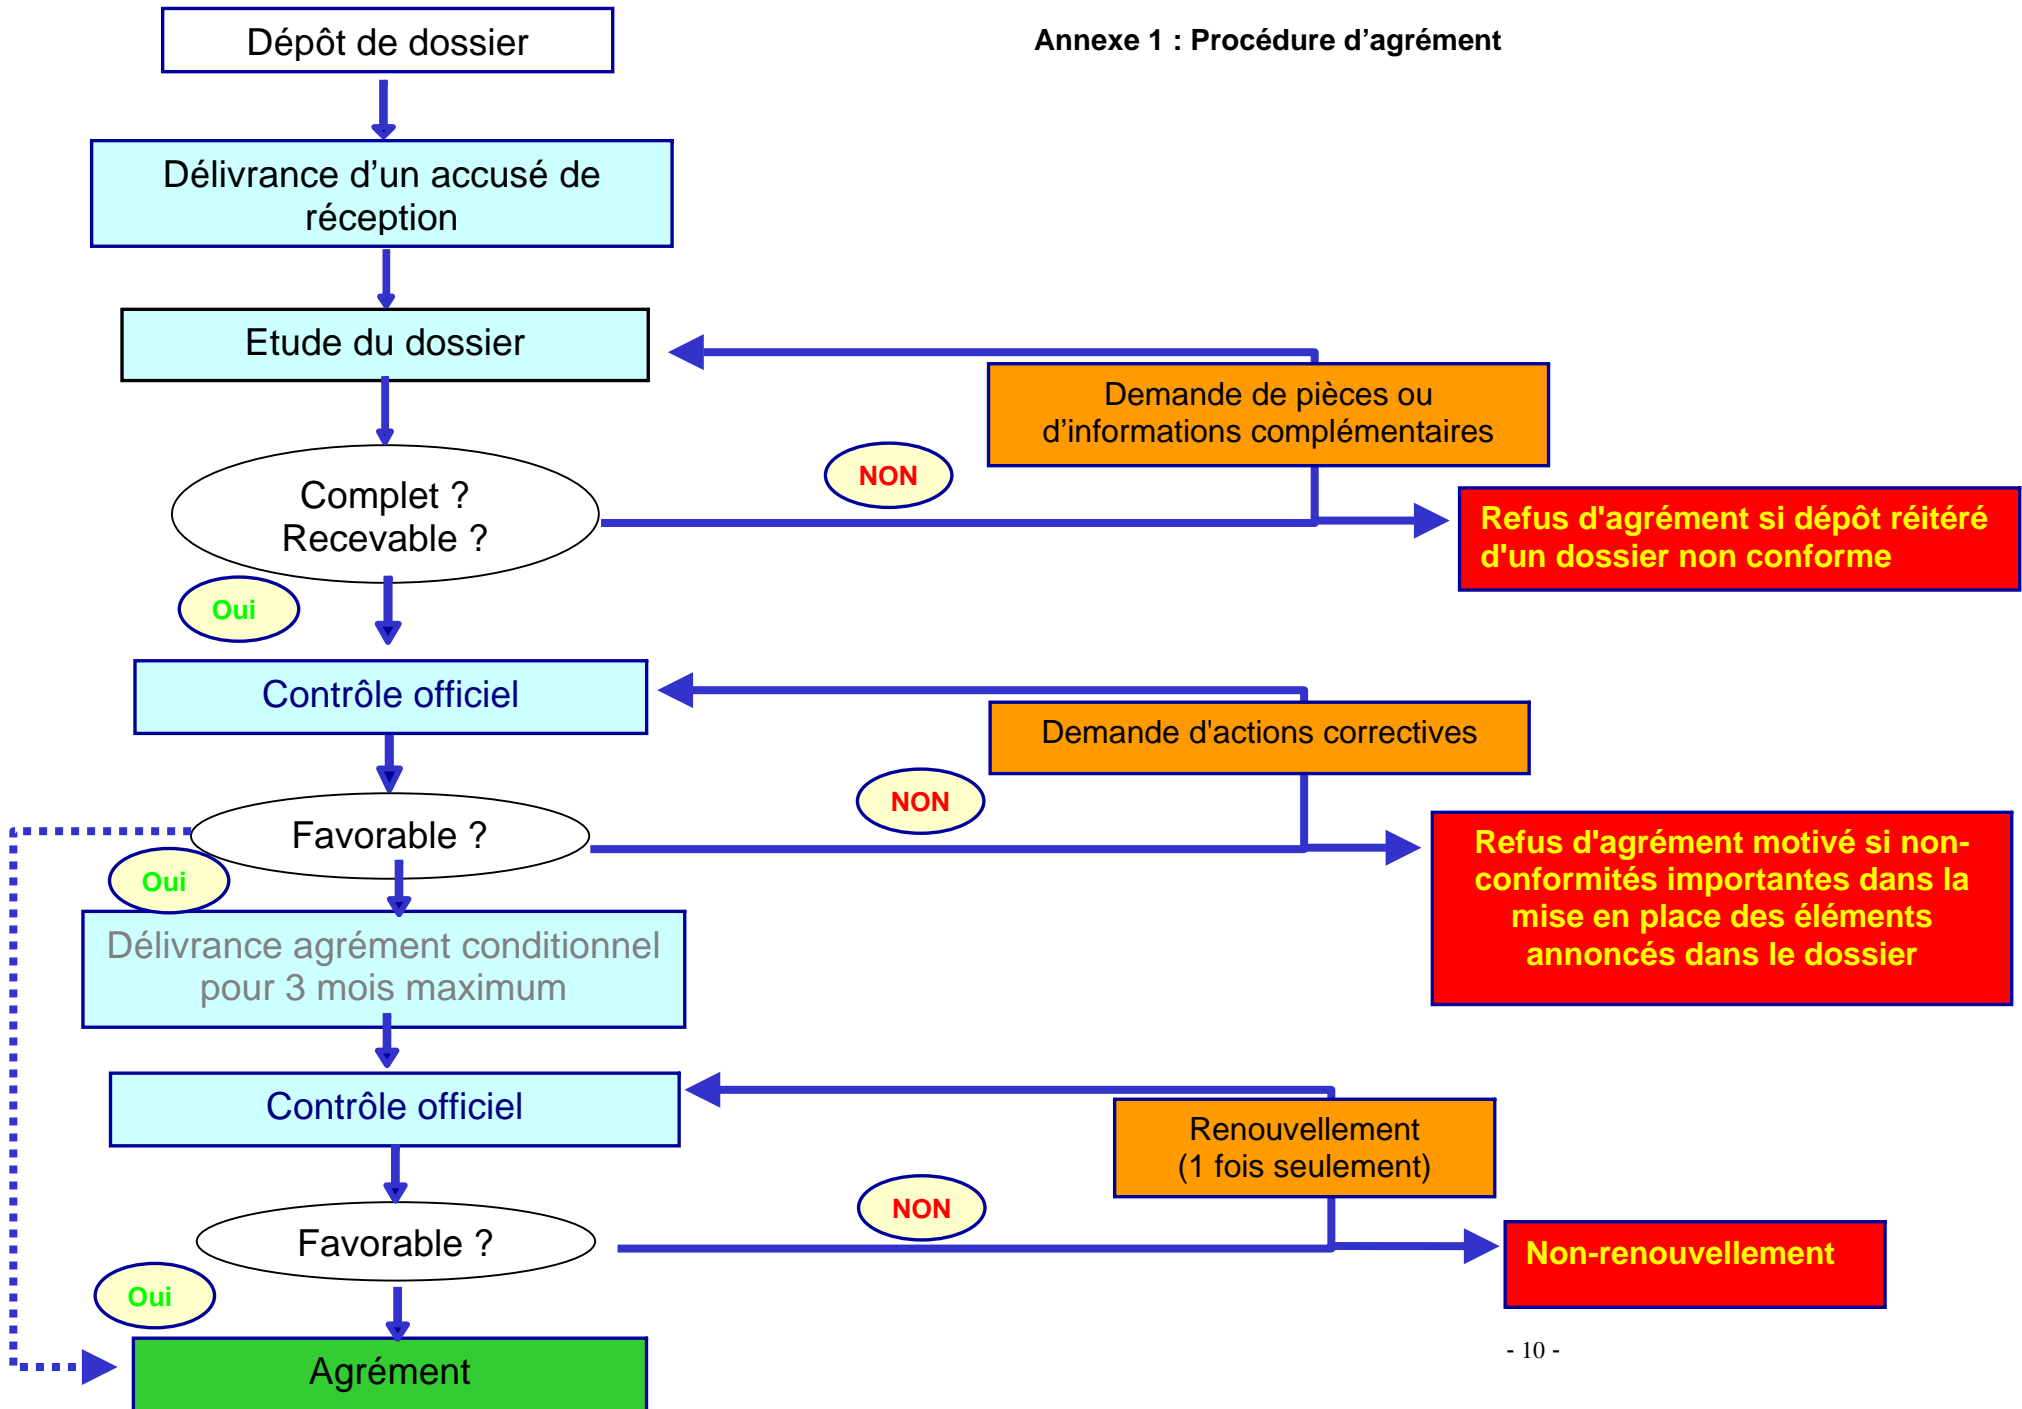 Annexe 1 : Procédure d’agrément
Dépôt de dossier
Délivrance d’un accusé de
réception
Etude du dossier
Demande de pièces ou
d’informations complémentaires
NON
Complet ?
Recevable ?
Refus d'agrément si dépôt réitéré
d'un dossier non conforme
Oui
Contrôle officiel
Demande d'actions correctives
NON
Favorable ?
Refus d'agrément motivé si non-
conformités importantes dans la
mise en place des éléments
annoncés dans le dossier
Oui
Délivrance agrément conditionnel
pour 3 mois maximum
Contrôle officiel
Renouvellement
(1 fois seulement)
NON
Favorable ?
Non-renouvellement
Oui
Agrément
- 10 -